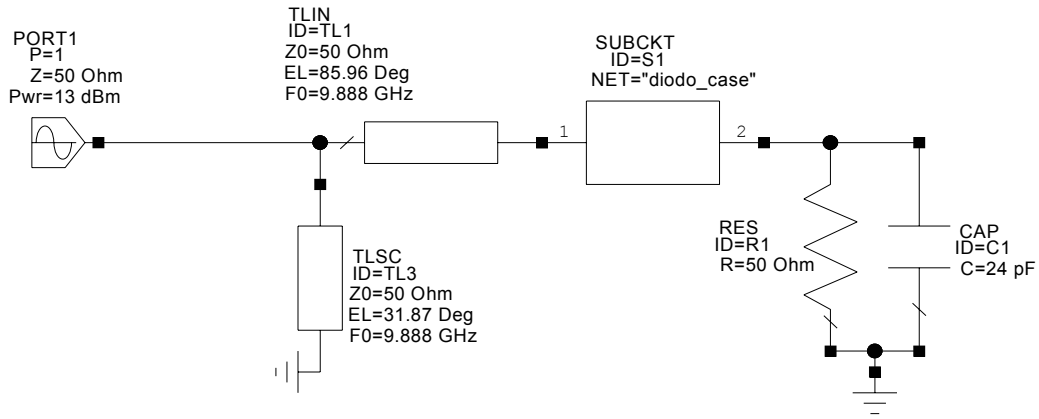 PORT1
P=1
Z=50 Ohm
Pwr=13 dBm
TLIN
ID=TL1
Z0=50 Ohm
EL=85.96 Deg
F0=9.888 GHz
SUBCKT
ID=S1
NET="diodo_case"
1
2
TLSC
ID=TL3
Z0=50 Ohm
EL=31.87 Deg
F0=9.888 GHz
RES
ID=R1
R=50 Ohm
CAP
ID=C1
C=24 pF